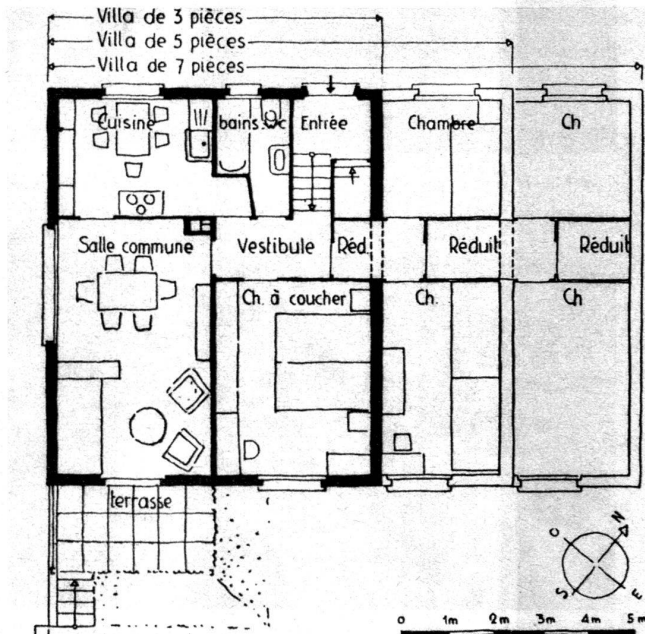 Villa de 3 pièces
Villa de 5 pièces
Villa de 7 pièces
Cuisine
bains.wc
Entrée
Chambre
Ch
Salle commune
Vestibule
Réd.
Réduit
Réduit
Ch. à coucher
Ch.
Ch
terrasse
N
O
S
E
0 1m 2m 3m 4m 5m